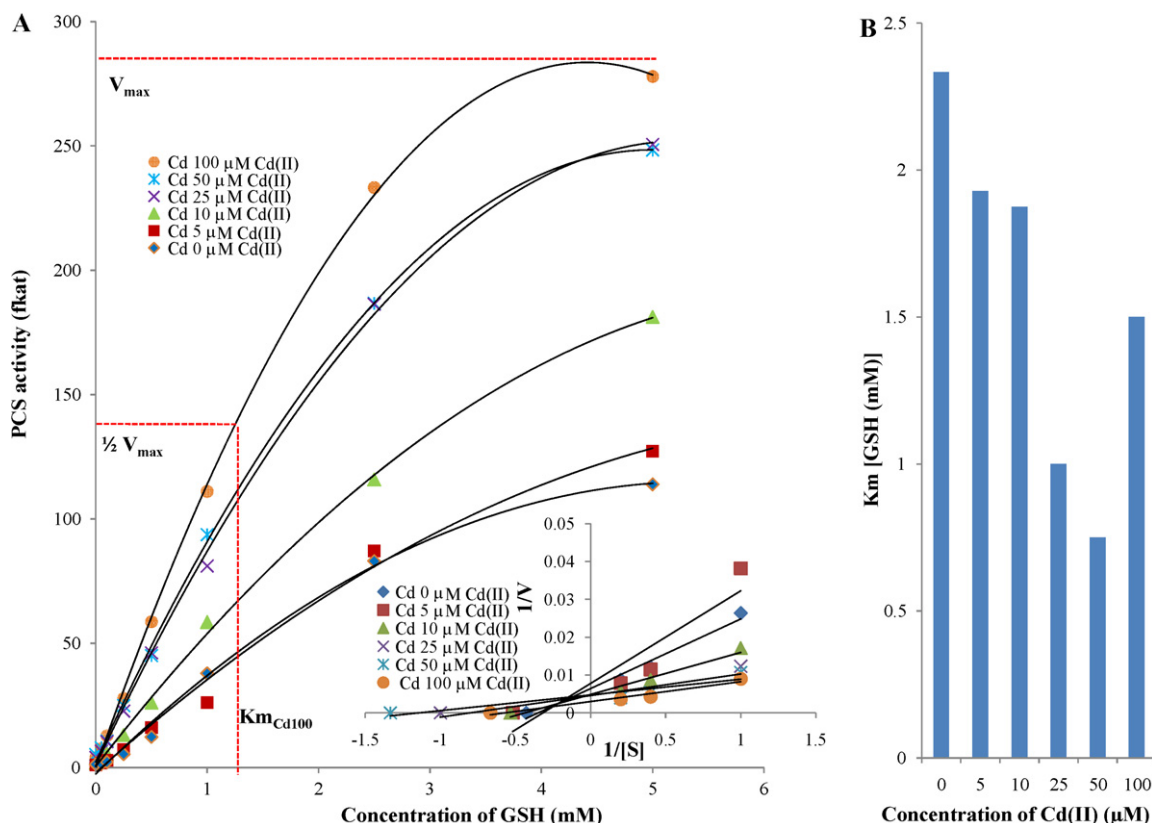 A
300
250
200
150
100
50
0
PCS activity (fkat)
Vmax
Cd 100 µM Cd(II)
Cd 50 µM Cd(II)
Cd 25 µM Cd(II)
Cd 10 µM Cd(II)
Cd 5 µM Cd(II)
Cd 0 µM Cd(II)
½ Vmax
KmCd100
0 1 2 3 4 5 6
Concentration of GSH (mM)
0.05
0.04
0.03
0.02
0.01
0
1/V
Cd 0 µM Cd(II)
Cd 5 µM Cd(II)
Cd 10 µM Cd(II)
Cd 25 µM Cd(II)
Cd 50 µM Cd(II)
Cd 100 µM Cd(II)
-1.5 -1 -0.5 0 0.5 1 1.5
1/[S]
B
2.5
2
1.5
1
0.5
0
Km [GSH (mM)]
0 5 10 25 50 100
Concentration of Cd(II) (µM)